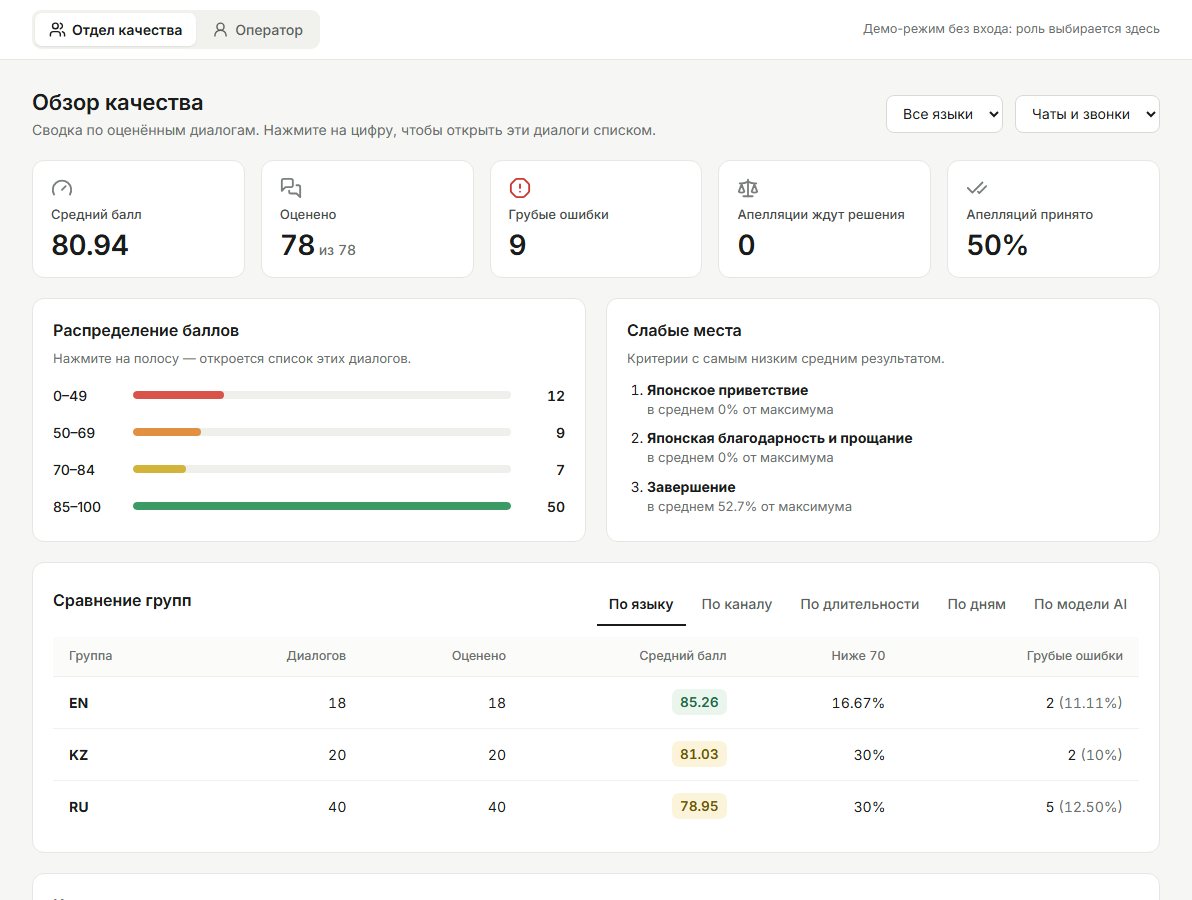 Отдел качества Оператор Демо-режим без входа: роль выбирается здесь
Обзор качества
Сводка по оценённым диалогам. Нажмите на цифру, чтобы открыть эти диалоги списком.
Все языки Чаты и звонки
Средний балл
80.94
Оценено
78 из 78
Грубые ошибки
9
Апелляции ждут решения
0
Апелляций принято
50%
Распределение баллов
Нажмите на полосу — откроется список этих диалогов.
0–49 12
50–69 9
70–84 7
85–100 50
Слабые места
Критерии с самым низким средним результатом.
1. Японское приветствие
в среднем 0% от максимума
2. Японская благодарность и прощание
в среднем 0% от максимума
3. Завершение
в среднем 52.7% от максимума
Сравнение групп
По языку По каналу По длительности По дням По модели AI
Группа Диалогов Оценено Средний балл Ниже 70 Грубые ошибки
EN 18 18 85.26 16.67% 2 (11.11%)
KZ 20 20 81.03 30% 2 (10%)
RU 40 40 78.95 30% 5 (12.50%)